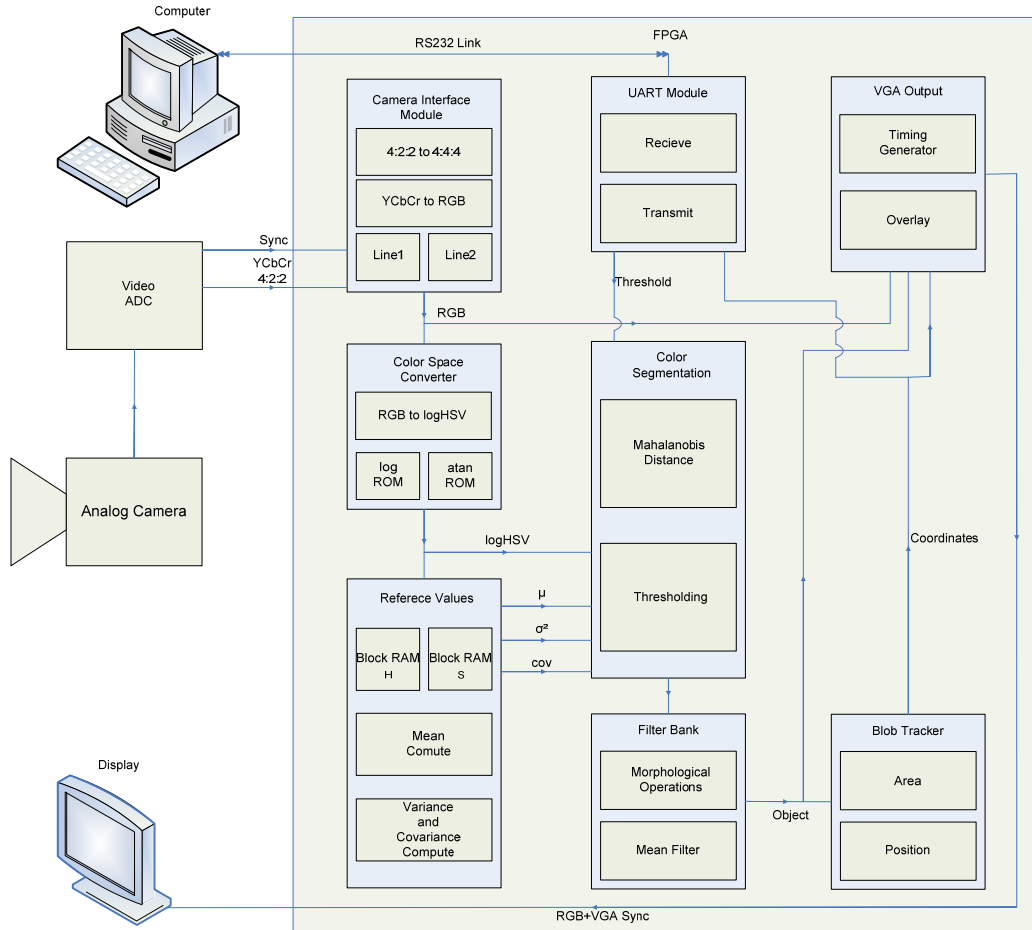 Computer
RS232 Link
FPGA
Camera Interface
Module
4:2:2 to 4:4:4
YCbCr to RGB
Line1
Line2
UART Module
Recieve
Transmit
VGA Output
Timing
Generator
Overlay
Sync
YCbCr
4:2:2
Video
ADC
Threshold
RGB
Color Space
Converter
RGB to logHSV
log
ROM
atan
ROM
Color
Segmentation
Mahalanobis
Distance
Thresholding
Analog Camera
logHSV
Coordinates
Referece Values
Block RAM
H
Block RAM
S
Mean
Comute
Variance
and
Covariance
Compute
μ
σ²
cov
Filter Bank
Morphological
Operations
Mean Filter
Object
Blob Tracker
Area
Position
Display
RGB+VGA Sync